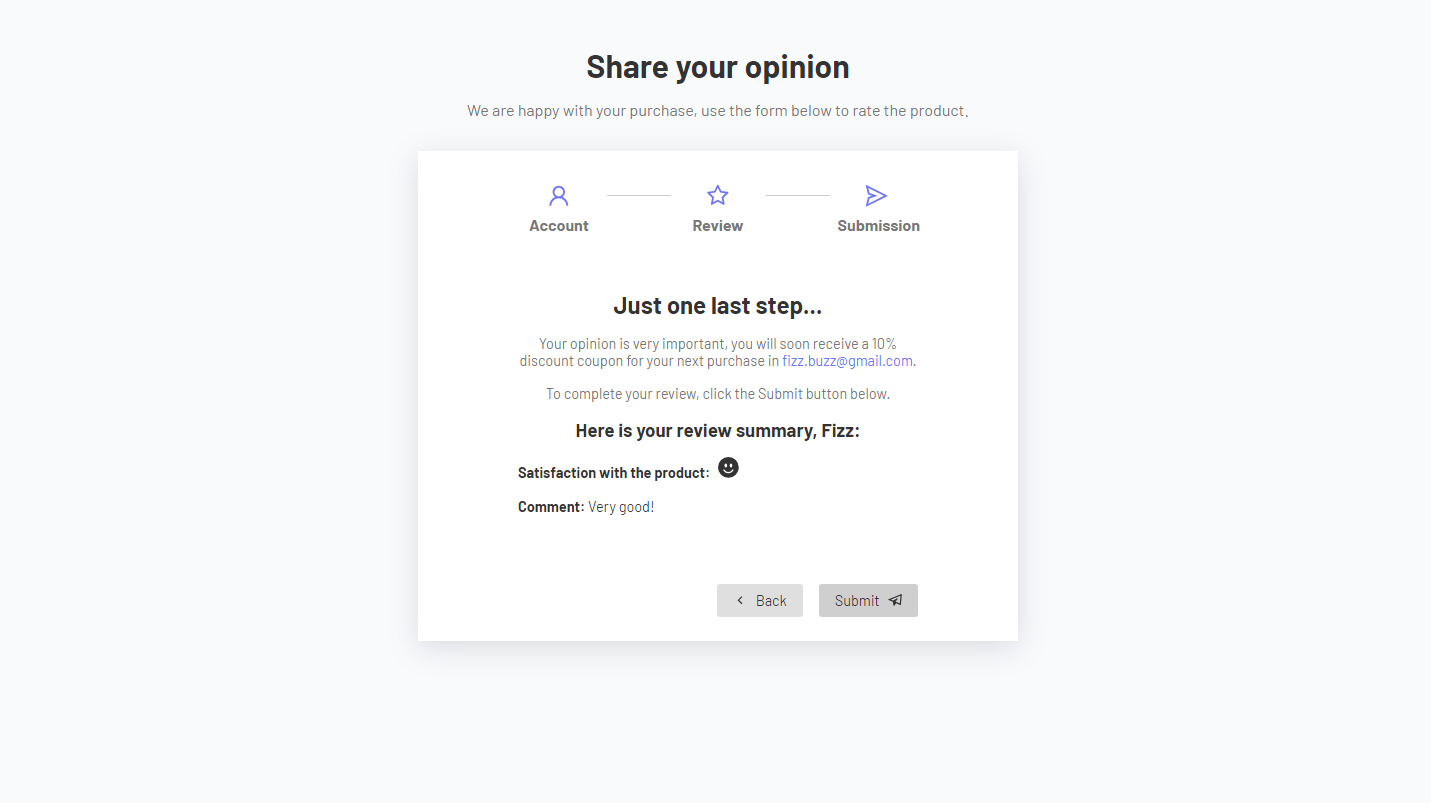 Share your opinion
We are happy with your purchase, use the form below to rate the product.
Account
Review
Submission
Just one last step...
Your opinion is very important, you will soon receive a 10%
discount coupon for your next purchase in fizz.buzz@gmail.com.
To complete your review, click the Submit button below.
Here is your review summary, Fizz:
Satisfaction with the product:
Comment: Very good!
Back
Submit